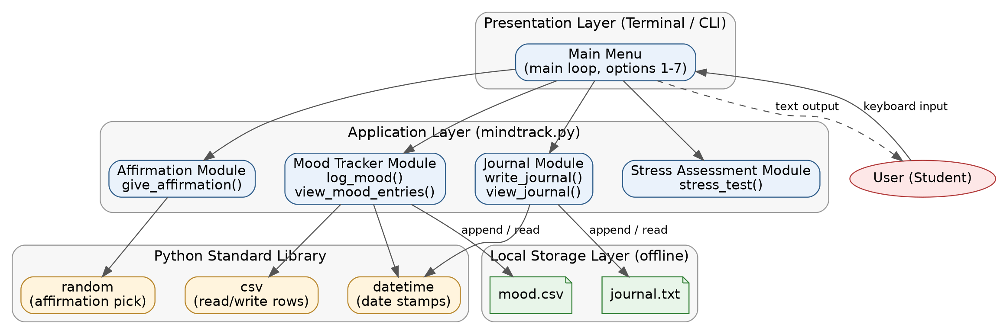 Presentation Layer (Terminal / CLI)
Main Menu
(main loop, options 1-7)
text output
keyboard input
Application Layer (mindtrack.py)
Affirmation Module
give_affirmation()
Mood Tracker Module
log_mood()
view_mood_entries()
Journal Module
write_journal()
view_journal()
Stress Assessment Module
stress_test()
User (Student)
append / read
append / read
Python Standard Library
random
(affirmation pick)
csv
(read/write rows)
datetime
(date stamps)
Local Storage Layer (offline)
mood.csv
journal.txt